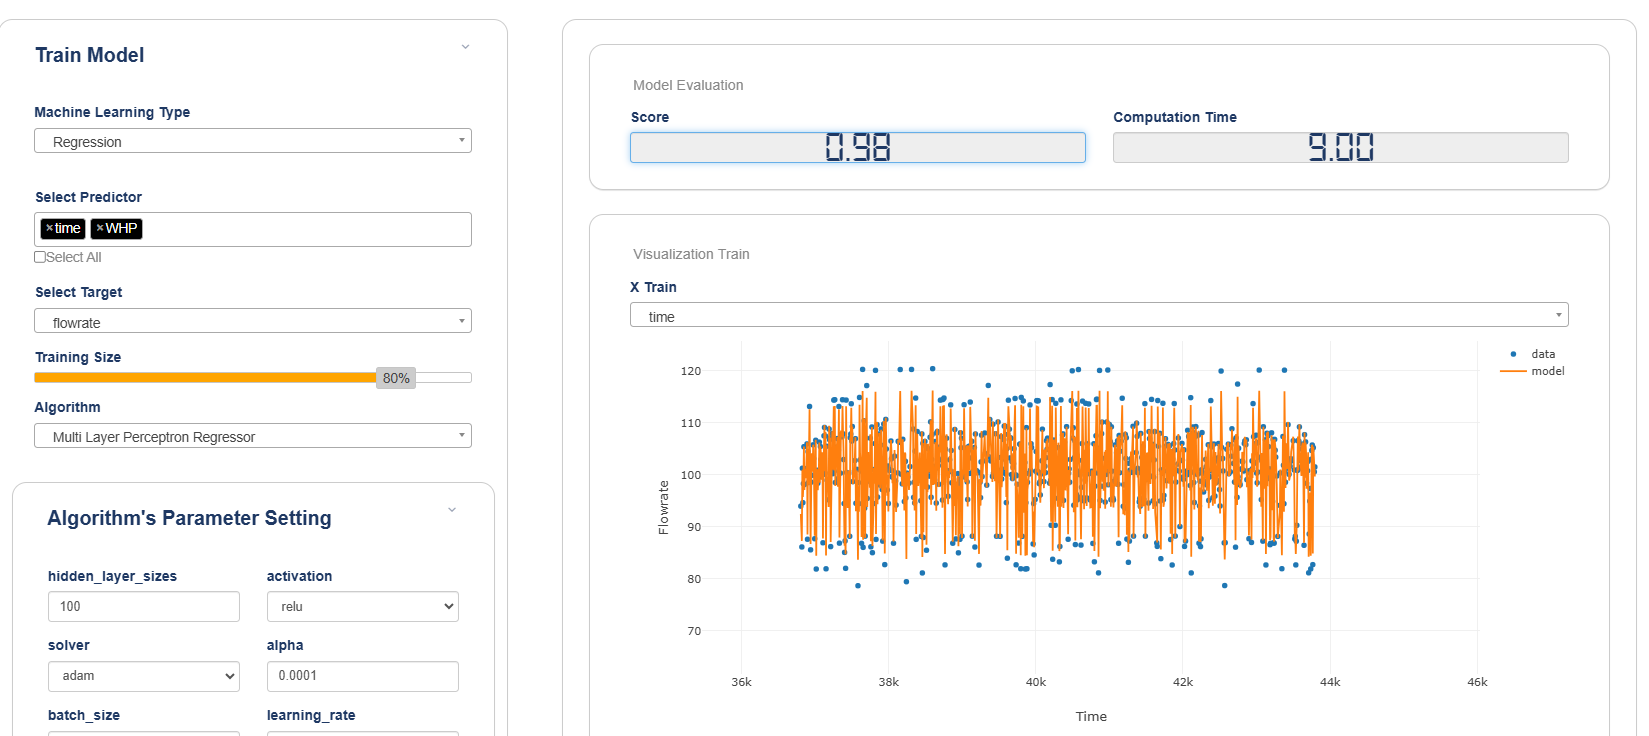 Train Model
Machine Learning Type
Regression
Select Predictor
×time ×WHP
Select All
Select Target
flowrate
Training Size
80%
Algorithm
Multi Layer Perceptron Regressor
Algorithm's Parameter Setting
hidden_layer_sizes activation
100 relu
solver alpha
adam 0.0001
batch_size learning_rate
Model Evaluation
Score Computation Time
0.98 9.00
Visualization Train
X Train
time
data
model
120
110
100
90
80
70
Flowrate
36k 38k 40k 42k 44k 46k
Time